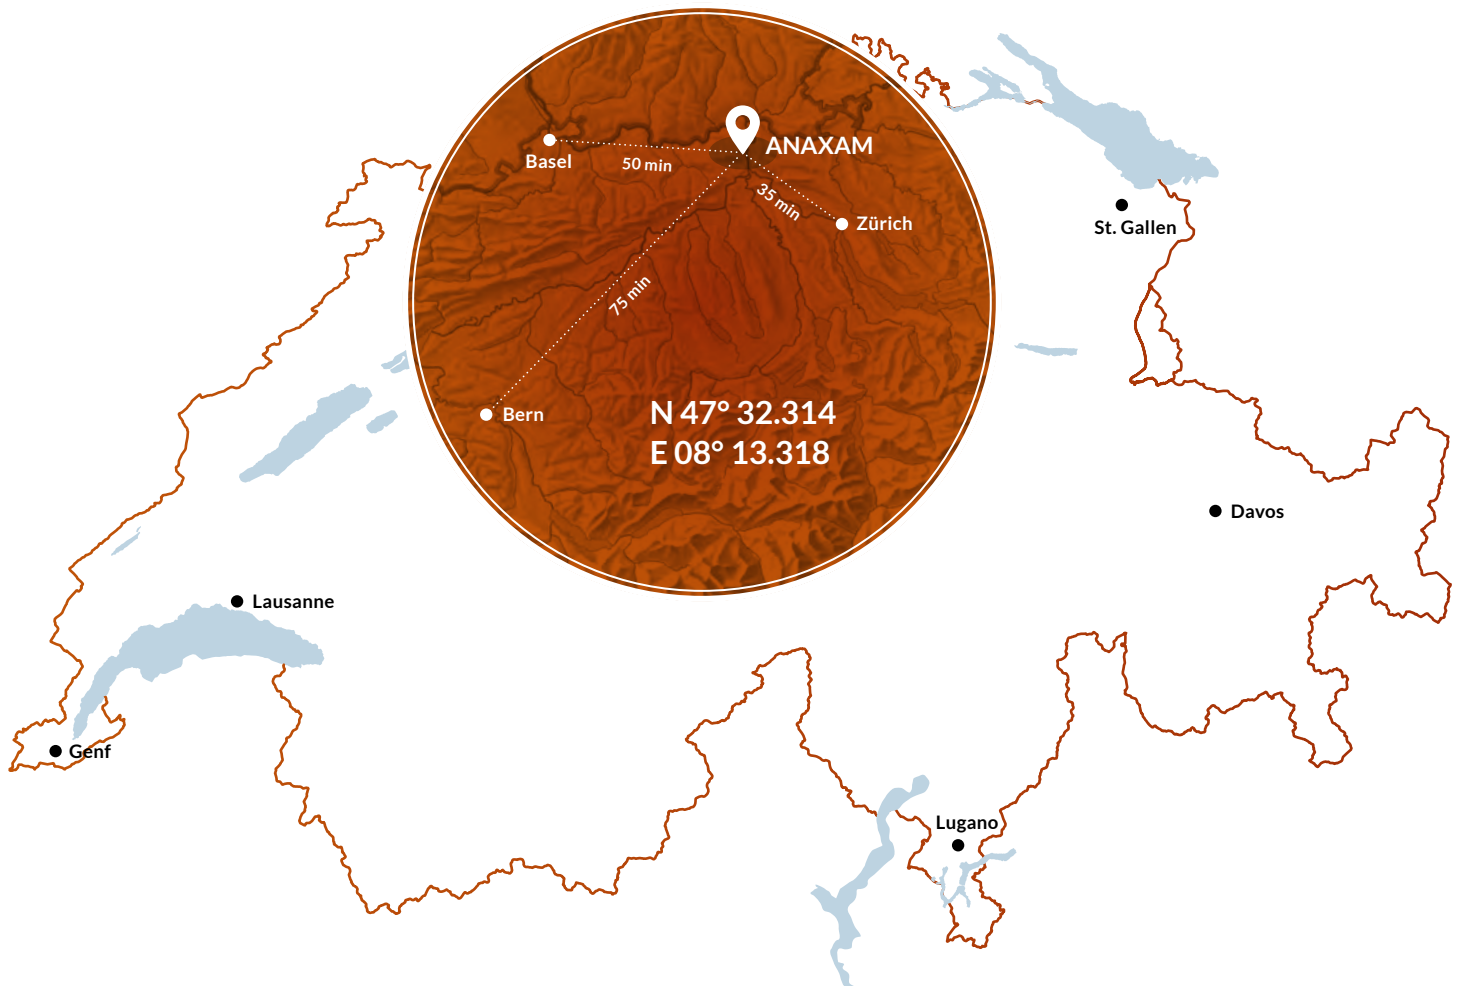 ANAXAM
Basel
50 min
35 min
Zürich
St. Gallen
75 min
N 47° 32.314
Bern
E 08° 13.318
Davos
Lausanne
Genf
Lugano